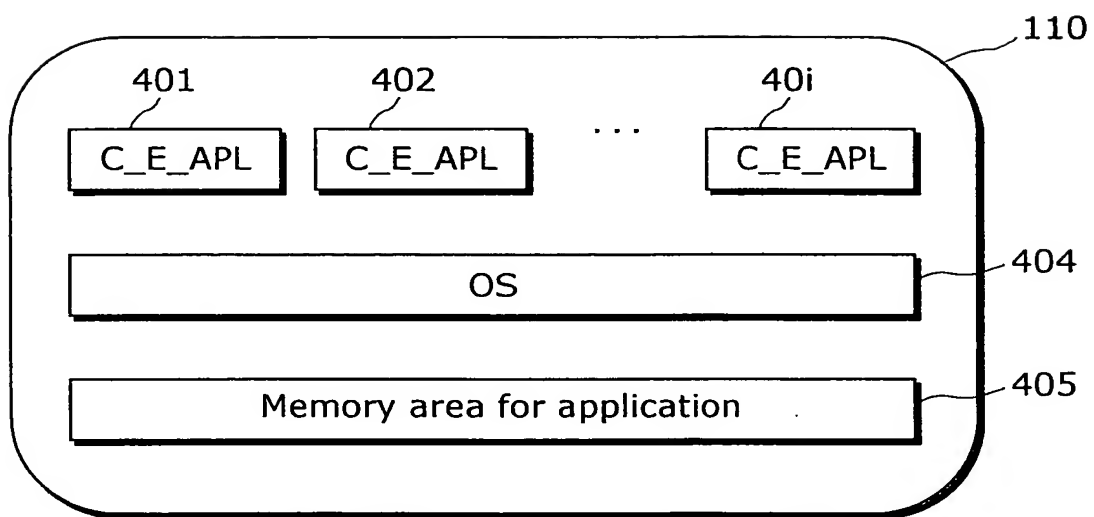 110
401 402 40i
C_E_APL C_E_APL ... C_E_APL
OS 404
Memory area for application 405